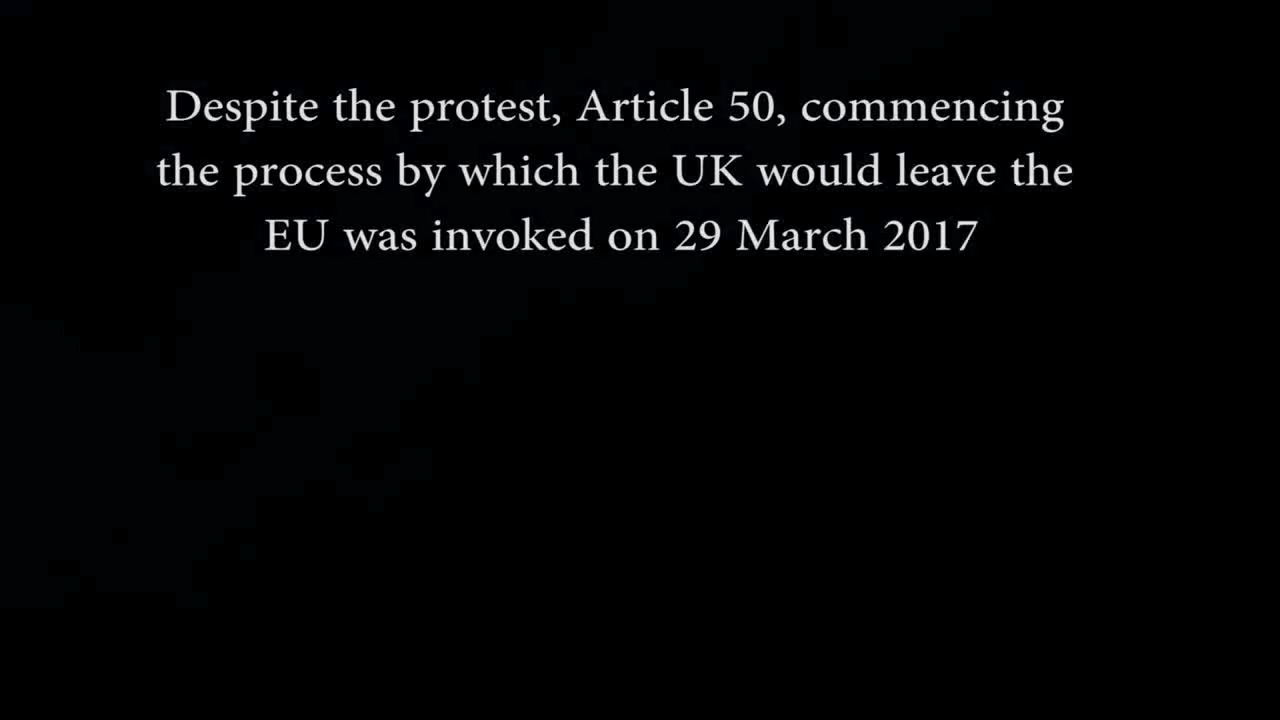 Despite the protest, Article 50, commencing
the process by which the UK would leave the
EU was invoked on 29 March 2017